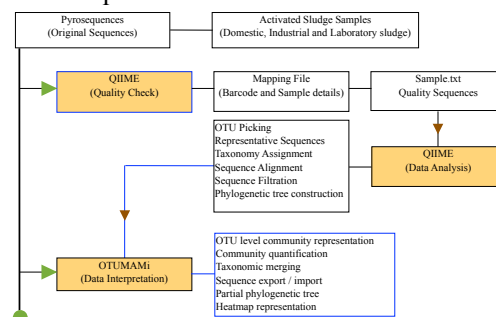 Pyrosequences
(Original Sequences)
Activated Sludge Samples
(Domestic, Industrial and Laboratory sludge)
QIIME
(Quality Check)
Mapping File
(Barcode and Sample details)
Sample.txt
Quality Sequences
OTU Picking
Representative Sequences
Taxonomy Assignment
Sequence Alignment
Sequence Filtration
Phylogenetic tree construction
QIIME
(Data Analysis)
OTUMAMi
(Data Interpretation)
OTU level community representation
Community quantification
Taxonomic merging
Sequence export / import
Partial phylogenetic tree
Heatmap representation